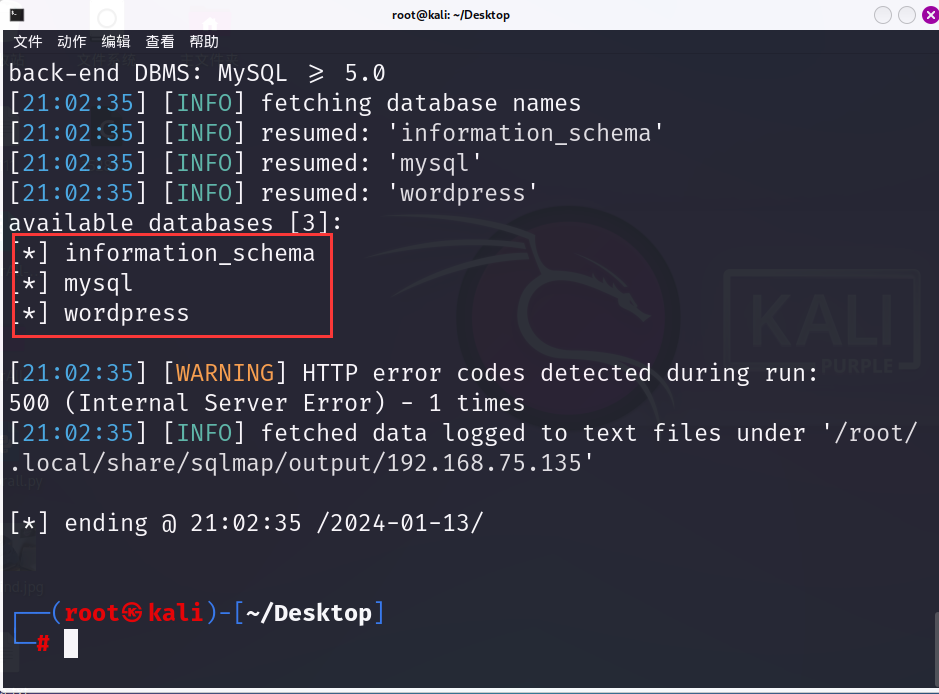 root@kali: ~/Desktop
文件 动作 编辑 查看 帮助
back-end DBMS: MySQL ≥ 5.0
[21:02:35] [INFO] fetching database names
[21:02:35] [INFO] resumed: 'information_schema'
[21:02:35] [INFO] resumed: 'mysql'
[21:02:35] [INFO] resumed: 'wordpress'
available databases [3]:
[*] information_schema
[*] mysql
[*] wordpress
[21:02:35] [WARNING] HTTP error codes detected during run:
500 (Internal Server Error) - 1 times
[21:02:35] [INFO] fetched data logged to text files under '/root/
.local/share/sqlmap/output/192.168.75.135'
[*] ending @ 21:02:35 /2024-01-13/
(root㉿kali)-[~/Desktop]
#
KALI
PURPLE